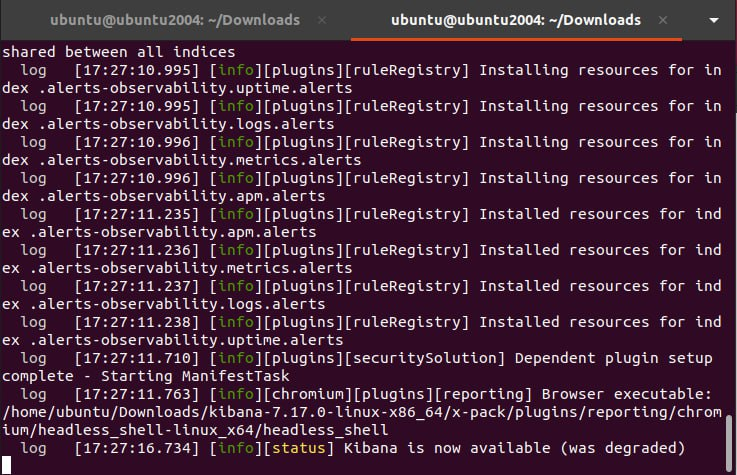 ubuntu@ubuntu2004: ~/Downloads × ubuntu@ubuntu2004: ~/Downloads ×
shared between all indices
  log   [17:27:10.995] [info][plugins][ruleRegistry] Installing resources for in
dex .alerts-observability.uptime.alerts
  log   [17:27:10.995] [info][plugins][ruleRegistry] Installing resources for in
dex .alerts-observability.logs.alerts
  log   [17:27:10.996] [info][plugins][ruleRegistry] Installing resources for in
dex .alerts-observability.metrics.alerts
  log   [17:27:10.996] [info][plugins][ruleRegistry] Installing resources for in
dex .alerts-observability.apm.alerts
  log   [17:27:11.235] [info][plugins][ruleRegistry] Installed resources for ind
ex .alerts-observability.apm.alerts
  log   [17:27:11.236] [info][plugins][ruleRegistry] Installed resources for ind
ex .alerts-observability.metrics.alerts
  log   [17:27:11.237] [info][plugins][ruleRegistry] Installed resources for ind
ex .alerts-observability.logs.alerts
  log   [17:27:11.238] [info][plugins][ruleRegistry] Installed resources for ind
ex .alerts-observability.uptime.alerts
  log   [17:27:11.710] [info][plugins][securitySolution] Dependent plugin setup
complete - Starting ManifestTask
  log   [17:27:11.763] [info][chromium][plugins][reporting] Browser executable:
/home/ubuntu/Downloads/kibana-7.17.0-linux-x86_64/x-pack/plugins/reporting/chrom
ium/headless_shell-linux_x64/headless_shell
  log   [17:27:16.734] [info][status] Kibana is now available (was degraded)